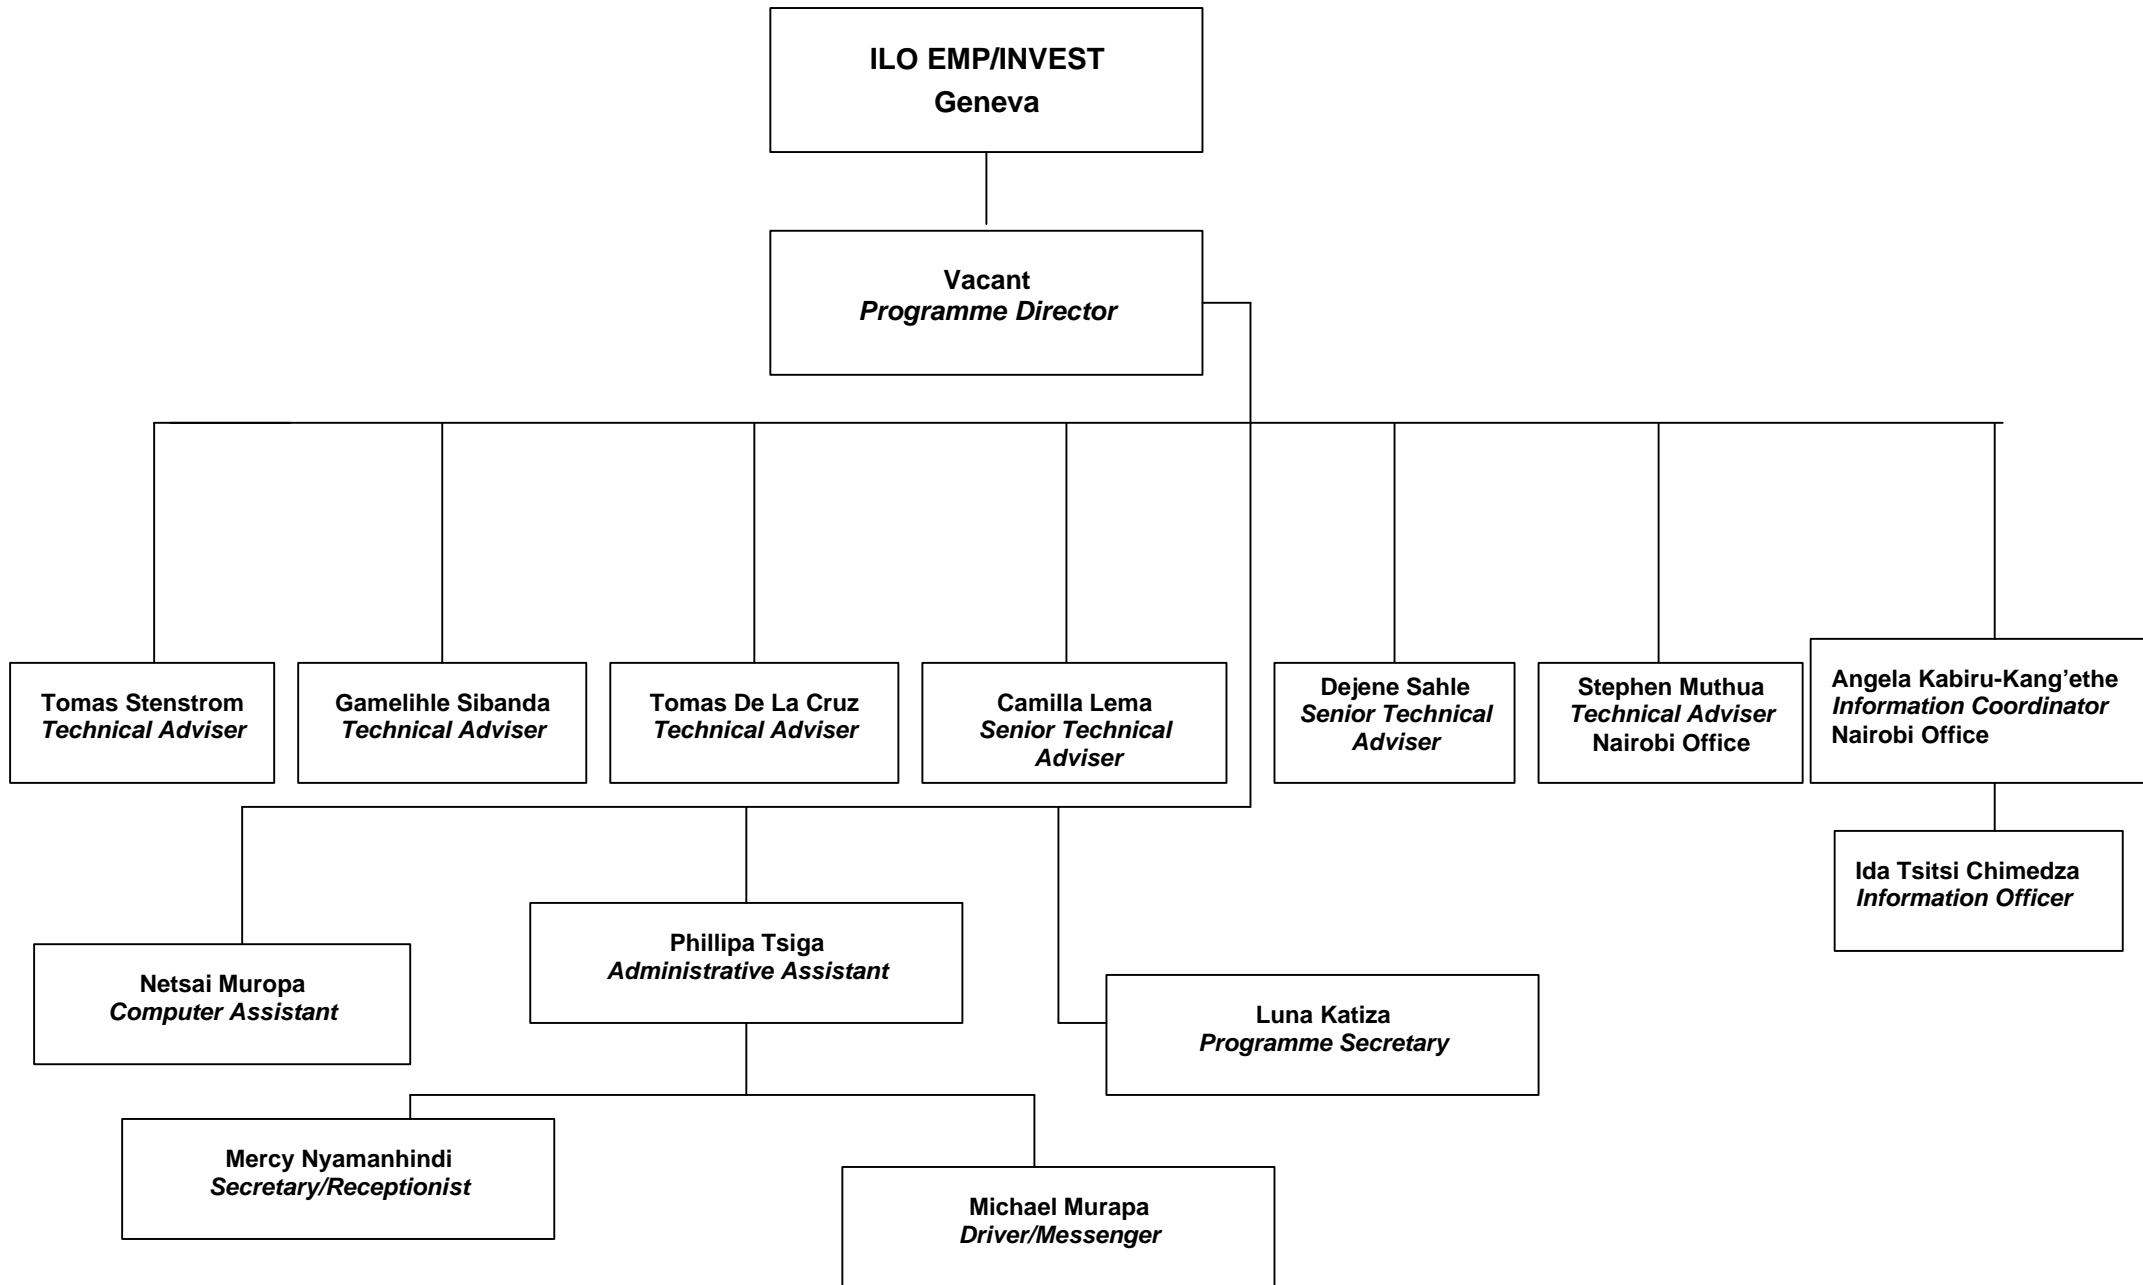 ILO EMP/INVEST
Geneva
Vacant
Programme Director
Tomas Stenstrom
Technical Adviser
Gamelihle Sibanda
Technical Adviser
Tomas De La Cruz
Technical Adviser
Camilla Lema
Senior Technical
Adviser
Dejene Sahle
Senior Technical
Adviser
Stephen Muthua
Technical Adviser
Nairobi Office
Angela Kabiru-Kang’ethe
Information Coordinator
Nairobi Office
Ida Tsitsi Chimedza
Information Officer
Netsai Muropa
Computer Assistant
Phillipa Tsiga
Administrative Assistant
Luna Katiza
Programme Secretary
Mercy Nyamanhindi
Secretary/Receptionist
Michael Murapa
Driver/Messenger